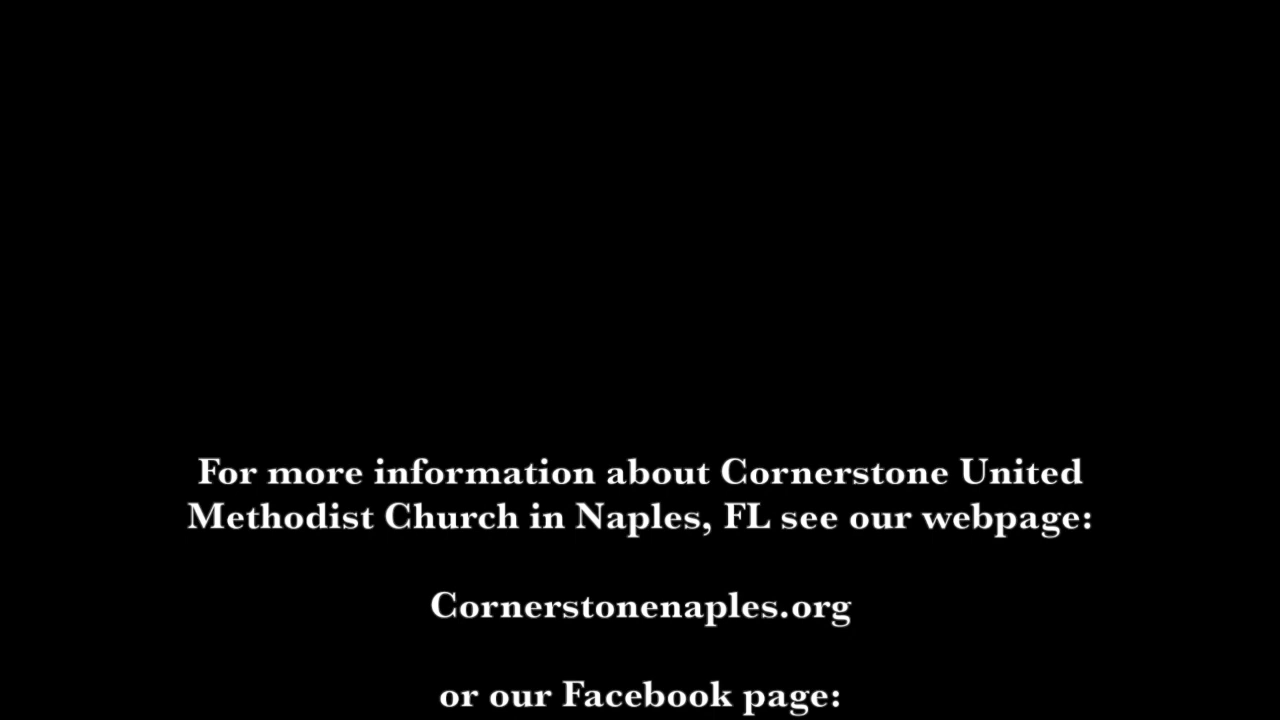 For more information about Cornerstone United
Methodist Church in Naples, FL see our webpage:
Cornerstonenaples.org
or our Facebook page: